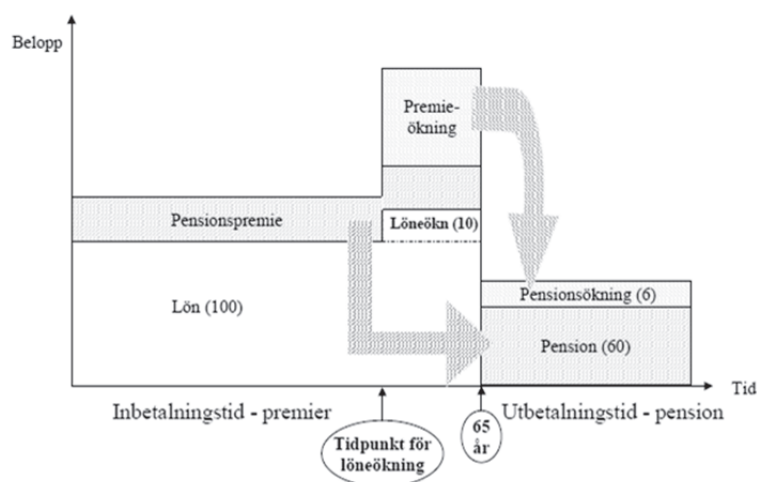 Belopp
Premie-
ökning
Pensionspremie
Löneökn (10)
Lön (100)
Pensionsökning (6)
Pension (60)
Tid
Inbetalningstid - premier
Utbetalningstid - pension
Tidpunkt för
löneökning
65
år